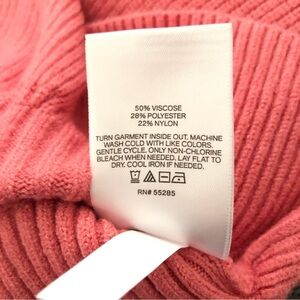 50% VISCOSE
28% POLYESTER
22% NYLON
TURN GARMENT INSIDE OUT. MACHINE
WASH COLD WITH LIKE COLORS.
GENTLE CYCLE. ONLY NON-CHLORINE
BLEACH WHEN NEEDED. LAY FLAT TO
DRY. COOL IRON IF NEEDED.
RN# 55285